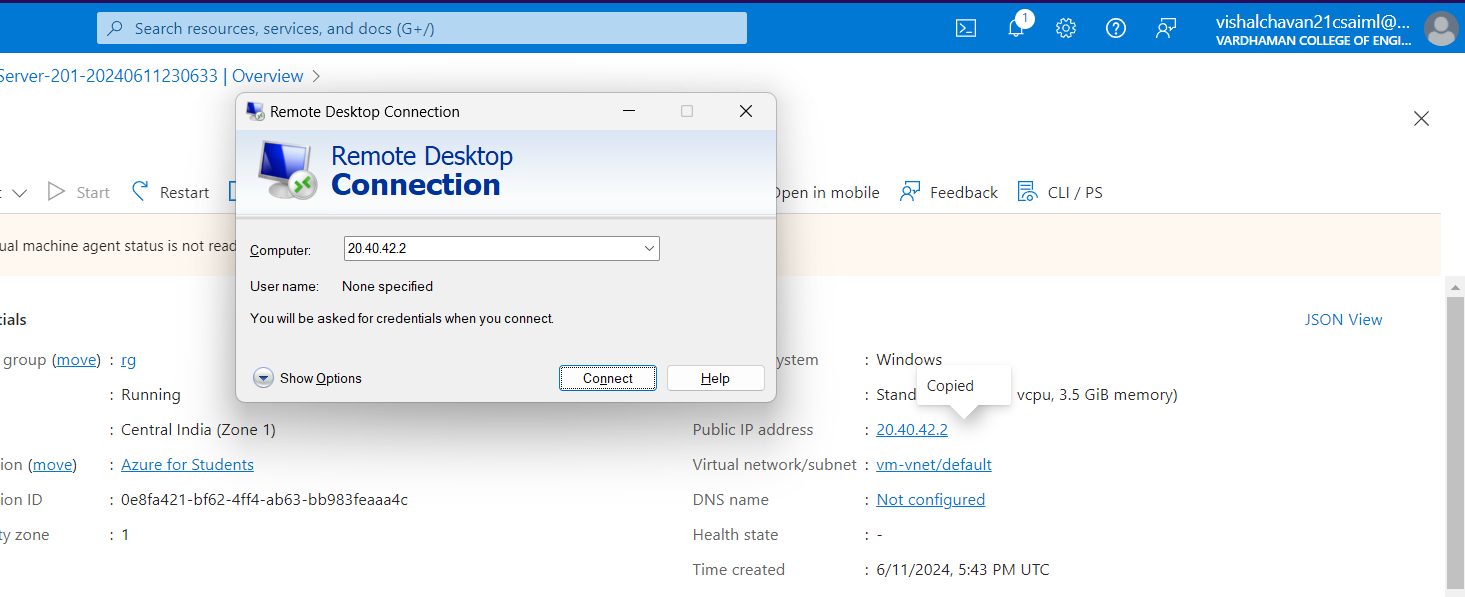 Search resources, services, and docs (G+/)
1
vishalchavan21csaiml@...
VARDHAMAN COLLEGE OF ENGI...
Server-201-20240611230633 | Overview
Remote Desktop Connection
Remote Desktop
Connection
Start
Restart
Open in mobile
Feedback
CLI / PS
ual machine agent status is not read
Computer:
20.40.42.2
User name:
None specified
You will be asked for credentials when you connect.
Show Options
Connect
Help
tials
JSON View
group (move) : rg
ystem : Windows
: Running
: Stand
vcpu, 3.5 GiB memory)
Copied
: Central India (Zone 1)
Public IP address : 20.40.42.2
ion (move) : Azure for Students
Virtual network/subnet : vm-vnet/default
ion ID : 0e8fa421-bf62-4ff4-ab63-bb983feaaa4c
DNS name : Not configured
ty zone : 1
Health state : -
Time created : 6/11/2024, 5:43 PM UTC